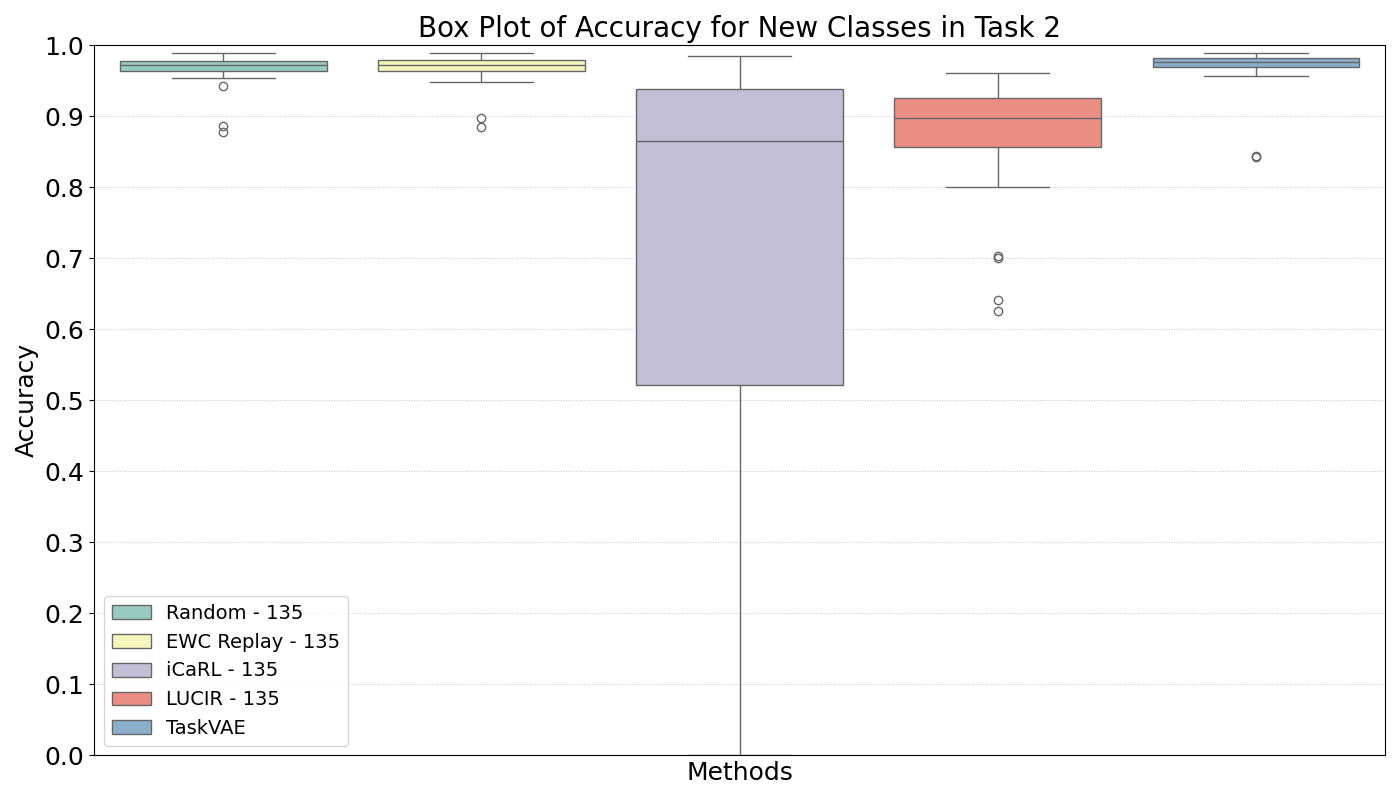 Box Plot of Accuracy for New Classes in Task 2
1.0
0.9
0.8
0.7
0.6
0.5
0.4
0.3
0.2
0.1
0.0
Accuracy
Random - 135
EWC Replay - 135
iCaRL - 135
LUCIR - 135
TaskVAE
Methods